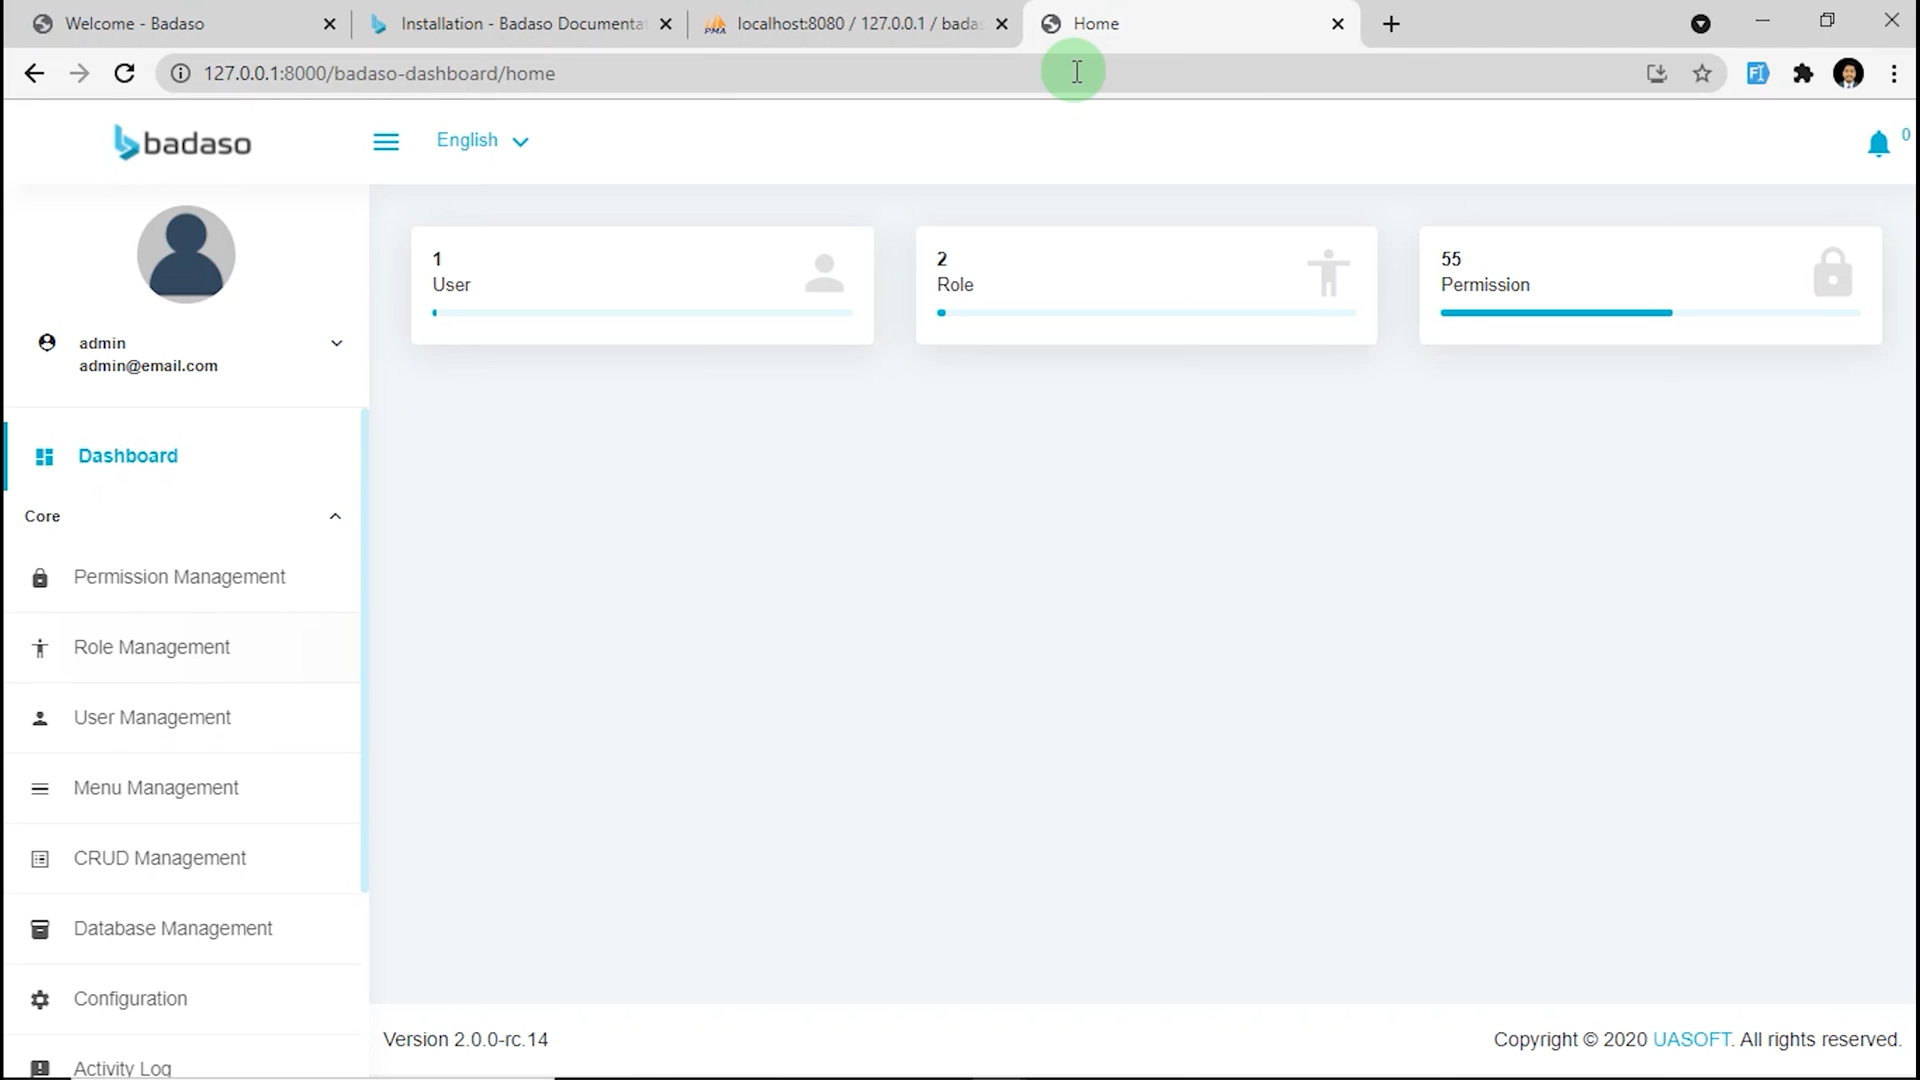 Welcome - Badaso
Installation - Badaso Documenta
localhost:8080 / 127.0.0.1 / badas
Home
127.0.0.1:8000/badaso-dashboard/home
badaso
English
0
admin
admin@email.com
1
User
2
Role
55
Permission
Dashboard
Core
Permission Management
Role Management
User Management
Menu Management
CRUD Management
Database Management
Configuration
Activity Log
Version 2.0.0-rc.14
Copyright © 2020 UASOFT. All rights reserved.